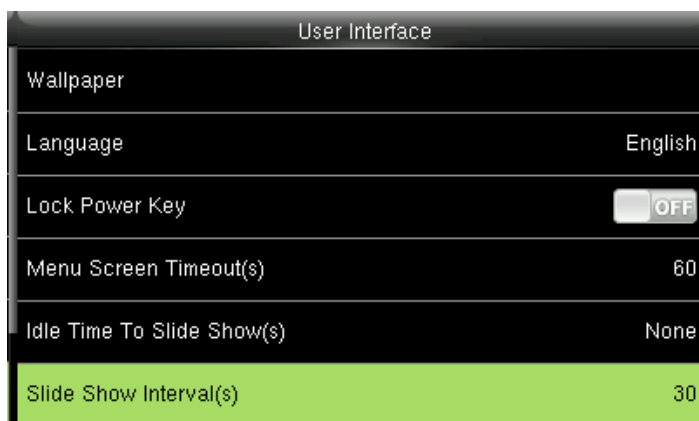 User Interface
Wallpaper
Language English
Lock Power Key OFF
Menu Screen Timeout(s) 60
Idle Time To Slide Show(s) None
Slide Show Interval(s) 30